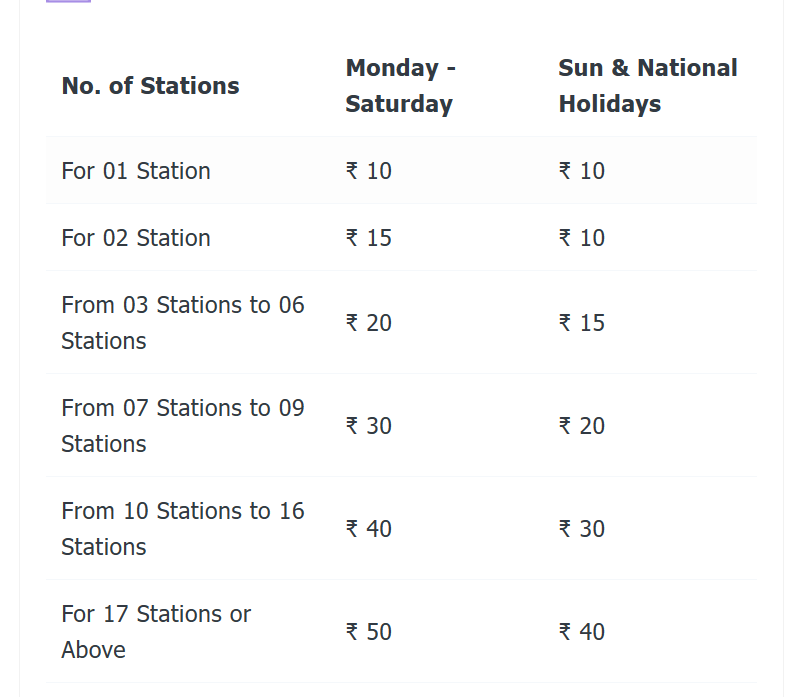 No. of Stations
Monday -
Saturday
Sun & National
Holidays
For 01 Station
₹ 10
₹ 10
For 02 Station
₹ 15
₹ 10
From 03 Stations to 06
Stations
₹ 20
₹ 15
From 07 Stations to 09
Stations
₹ 30
₹ 20
From 10 Stations to 16
Stations
₹ 40
₹ 30
For 17 Stations or
Above
₹ 50
₹ 40